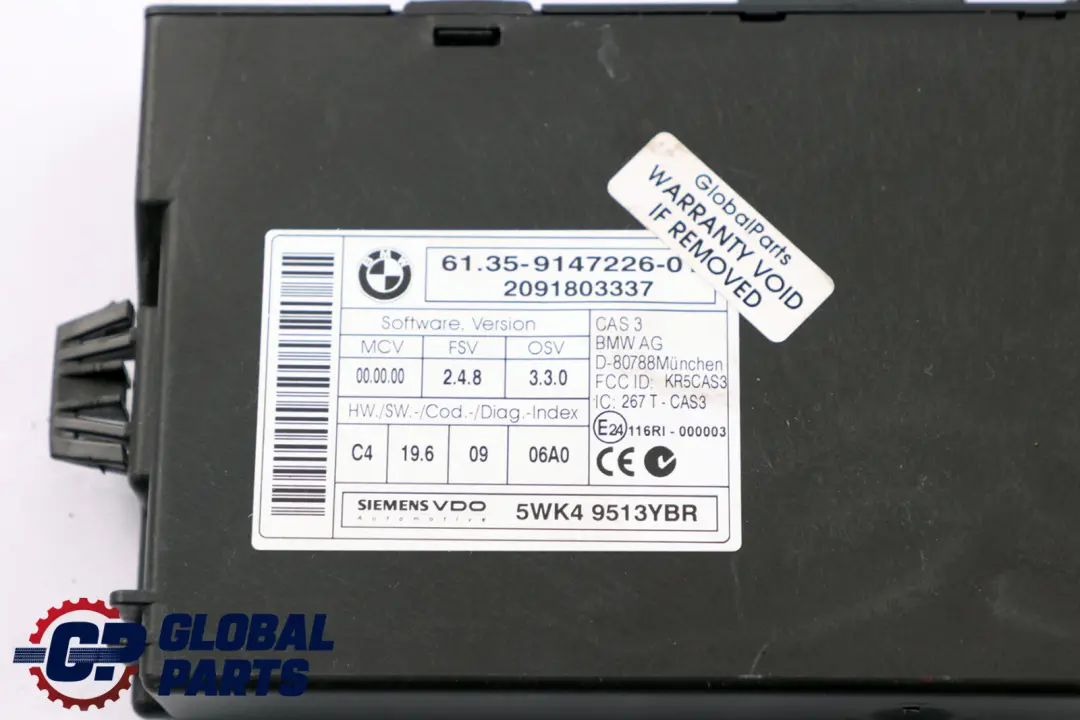 GlobalParts
WARRANTY VOID
IF REMOVED
BMW
61.35-9147226-0
2091803337
Software. Version
MCV FSV OSV
00.00.00 2.4.8 3.3.0
HW./SW.-/Cod.-/Diag.-Index
C4 19.6 09 06A0
CAS 3
BMW AG
D-80788München
FCC ID: KR5CAS3
IC: 267 T - CAS3
E24 116RI - 000003
CE
SIEMENS VDO
Automotive
5WK4 9513YBR
CP GLOBAL
PARTS